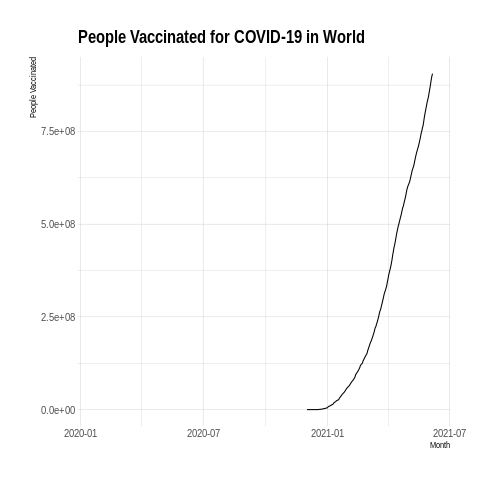 People Vaccinated for COVID-19 in World
People Vaccinated
7.5e+08
5.0e+08
2.5e+08
0.0e+00
2020-01 2020-07 2021-01 2021-07
Month